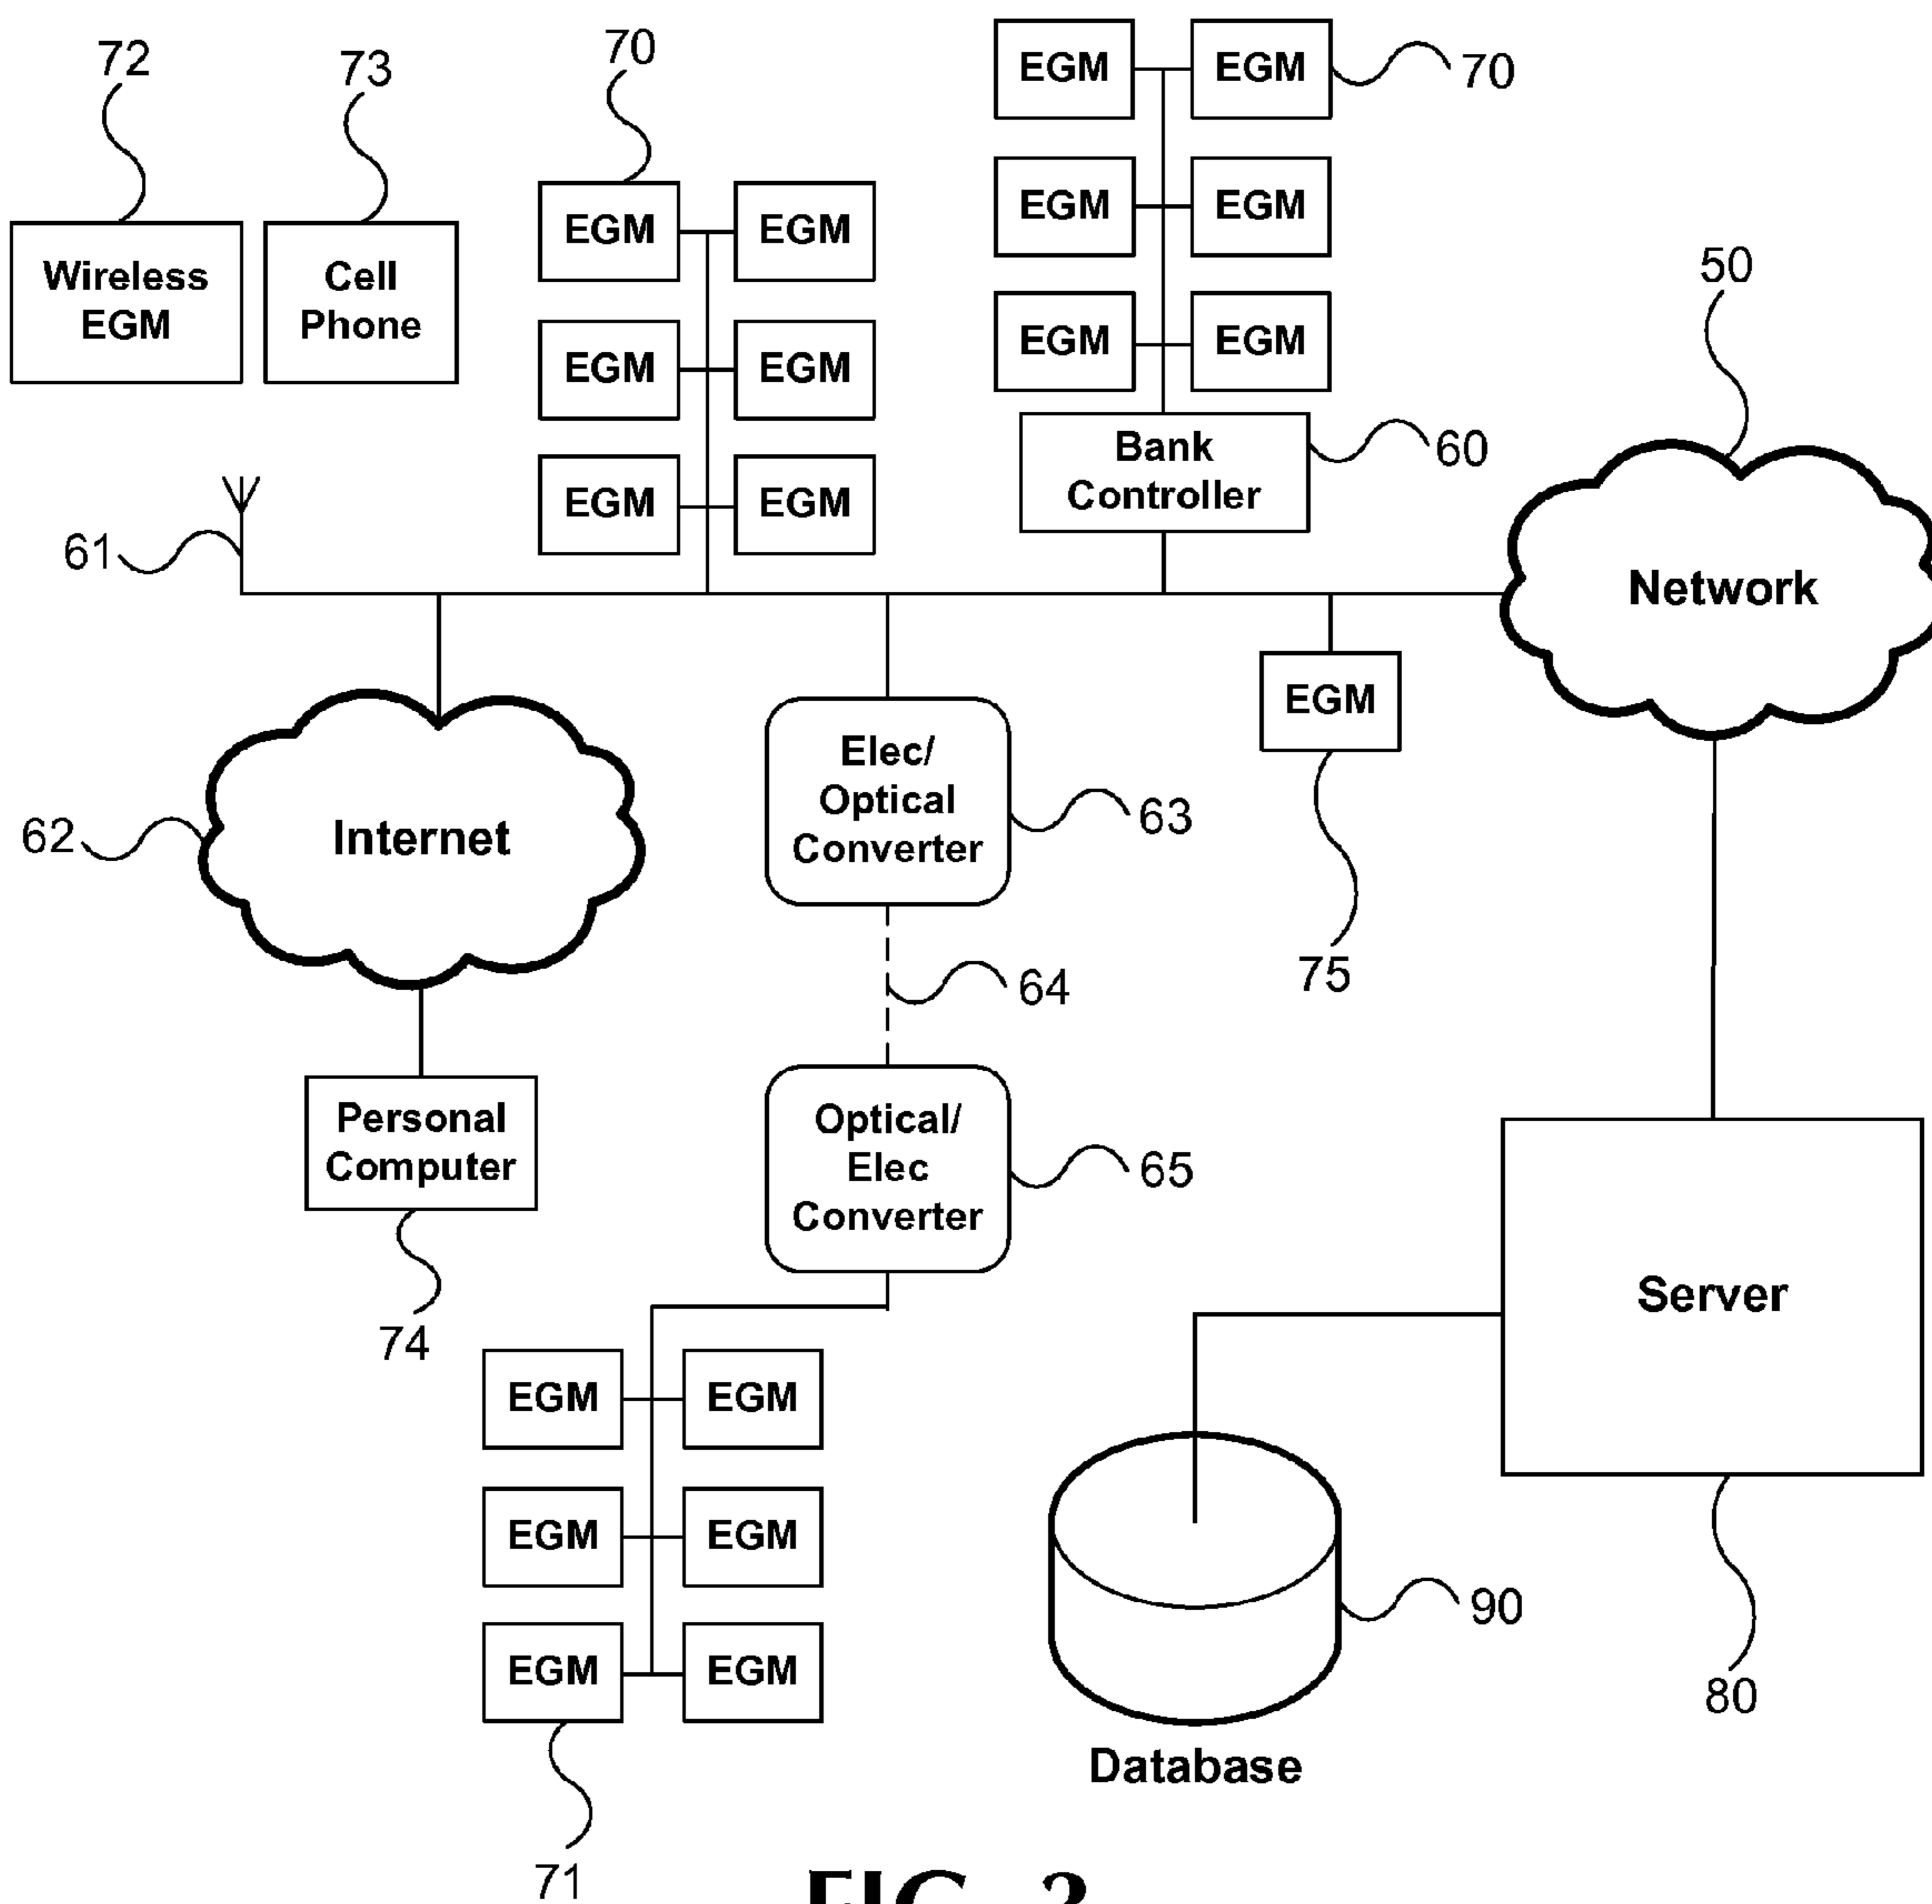 72
73
70
EGM EGM
70
Wireless
EGM
Cell
Phone
EGM EGM
EGM EGM
50
EGM EGM
EGM EGM
Bank
Controller
60
61
EGM EGM
Network
EGM
Elec/
Optical
Converter
63
62
Internet
75
64
Personal
Computer
Optical/
Elec
Converter
65
74
Server
EGM EGM
EGM EGM
90
EGM EGM
80
Database
71